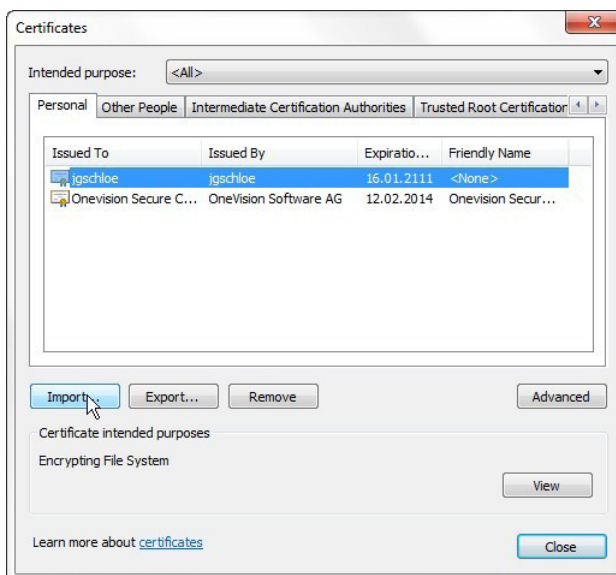 Certificates
Intended purpose: <All>
Personal Other People Intermediate Certification Authorities Trusted Root Certification
Issued To Issued By Expiratio... Friendly Name
jgschloe jgschloe 16.01.2111 <None>
Onevision Secure C... OneVision Software AG 12.02.2014 Onevision Secur...
Import... Export... Remove Advanced
Certificate intended purposes
Encrypting File System
View
Learn more about certificates
Close